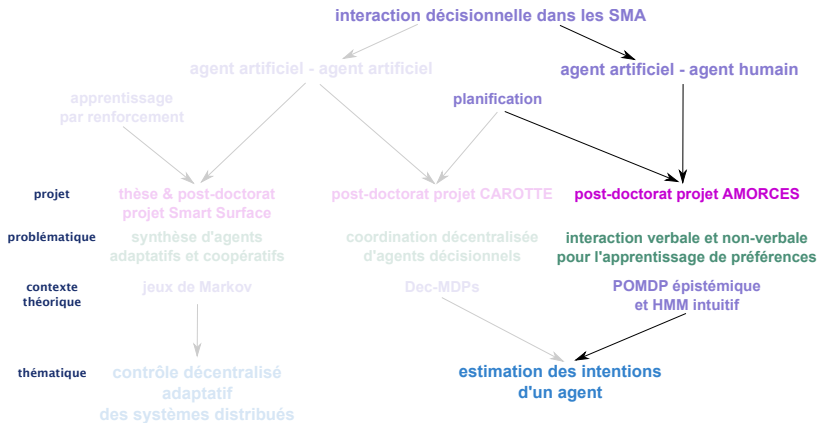 interaction décisionnelle dans les SMA
agent artificiel - agent artificiel
agent artificiel - agent humain
apprentissage
par renforcement
planification
projet
thèse & post-doctorat
projet Smart Surface
post-doctorat projet CAROTTE
post-doctorat projet AMORCES
problématique
synthèse d'agents
adaptatifs et coopératifs
coordination décentralisée
d'agents décisionnels
interaction verbale et non-verbale
pour l'apprentissage de préférences
contexte
théorique
jeux de Markov
Dec-MDPs
POMDP épistémique
et HMM intuitif
thématique
contrôle décentralisé
adaptatif
des systèmes distribués
estimation des intentions
d'un agent